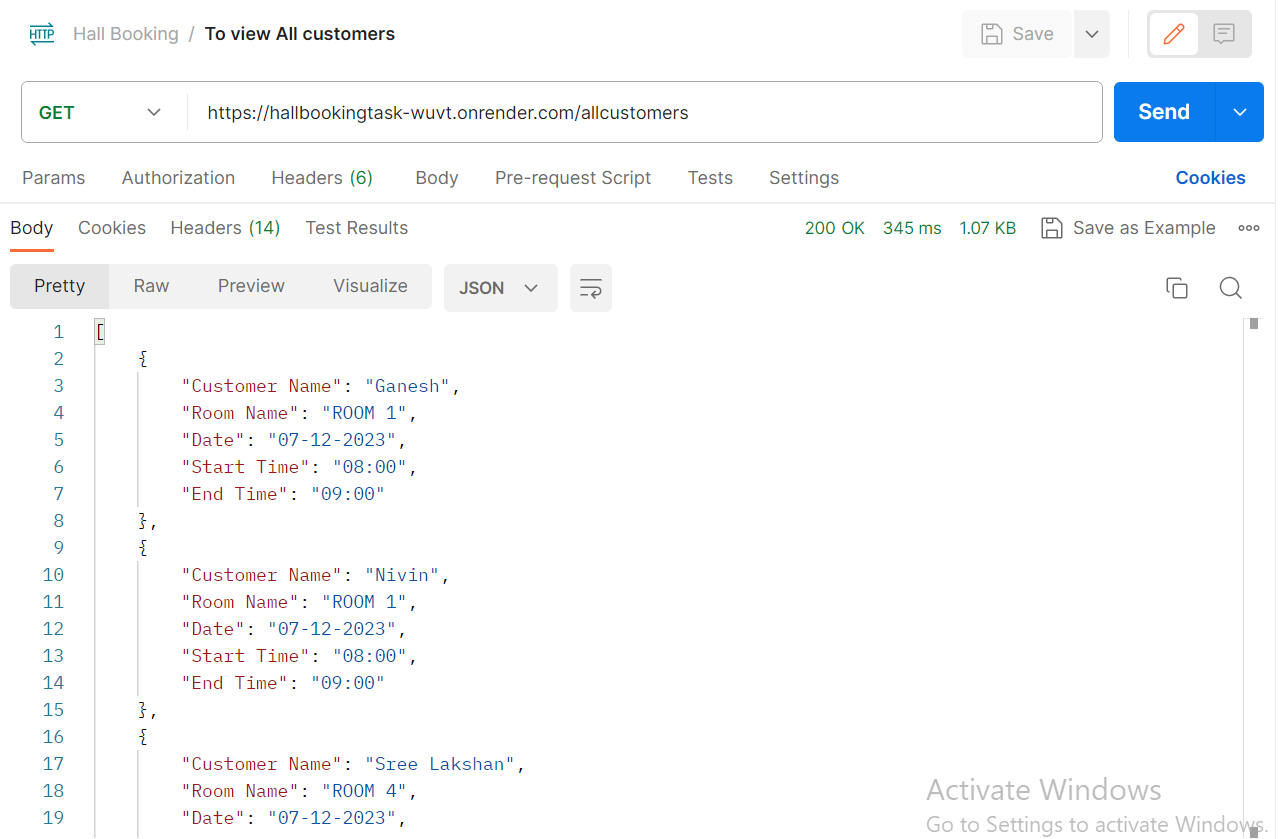 HTTP Hall Booking / To view All customers Save
GET https://hallbookingtask-wuvt.onrender.com/allcustomers Send
Params Authorization Headers (6) Body Pre-request Script Tests Settings Cookies
Body Cookies Headers (14) Test Results 200 OK 345 ms 1.07 KB Save as Example
Pretty Raw Preview Visualize JSON
1 [
2 {
3 "Customer Name": "Ganesh",
4 "Room Name": "ROOM 1",
5 "Date": "07-12-2023",
6 "Start Time": "08:00",
7 "End Time": "09:00"
8 },
9 {
10 "Customer Name": "Nivin",
11 "Room Name": "ROOM 1",
12 "Date": "07-12-2023",
13 "Start Time": "08:00",
14 "End Time": "09:00"
15 },
16 {
17 "Customer Name": "Sree Lakshan",
18 "Room Name": "ROOM 4",
19 "Date": "07-12-2023",
Activate Windows
Go to Settings to activate Windows.